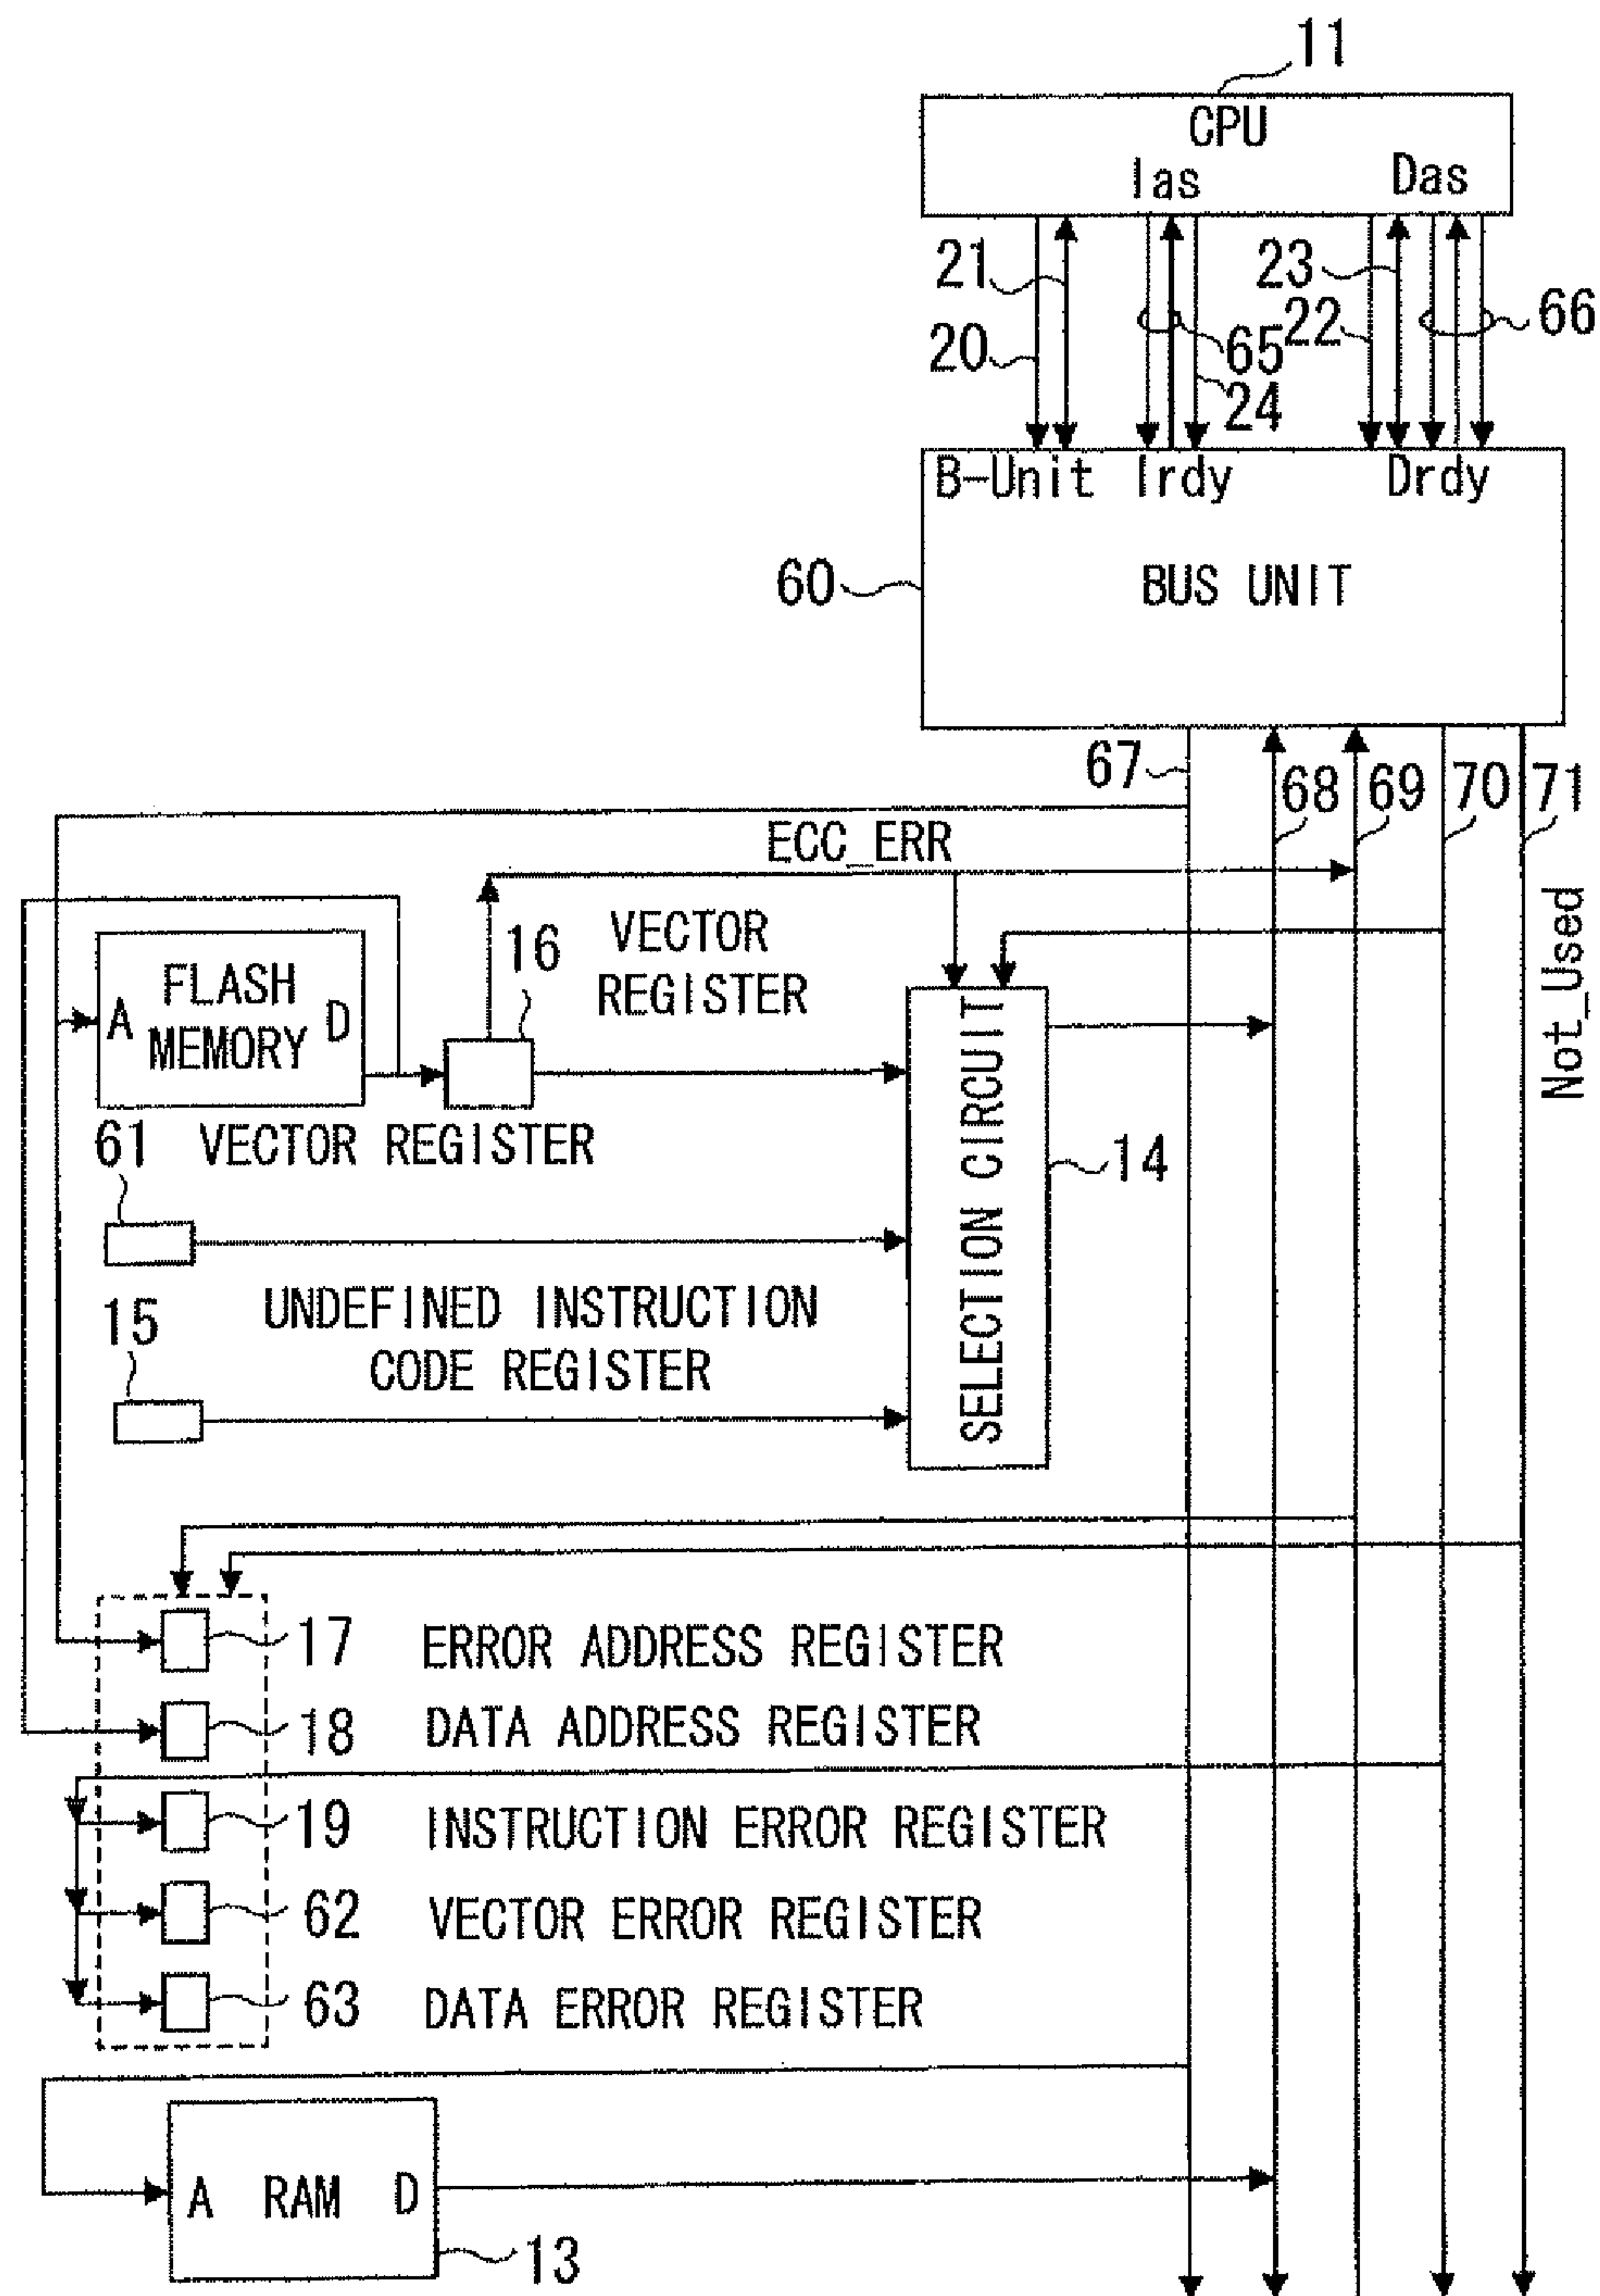 11
CPU
Ias
Das
21
23
22
66
20
65
24
B-Unit
Irdy
Drdy
60
BUS UNIT
67
68
69
70
71
ECC_ERR
Not_Used
16
VECTOR
REGISTER
FLASH
MEMORY
A
D
61
VECTOR REGISTER
SELECTION CIRCUIT
14
15
UNDEFINED INSTRUCTION
CODE REGISTER
17
ERROR ADDRESS REGISTER
18
DATA ADDRESS REGISTER
19
INSTRUCTION ERROR REGISTER
62
VECTOR ERROR REGISTER
63
DATA ERROR REGISTER
A RAM D
13